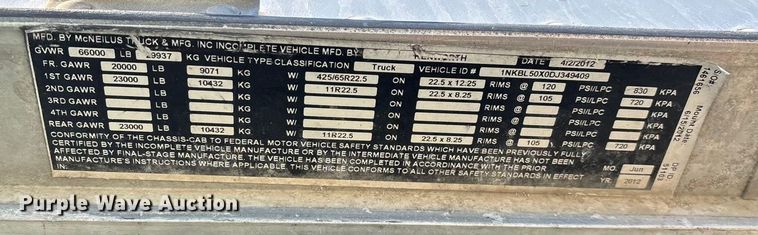 MFD. BY McNEILUS TRUCK & MFG. INC INCOMPLETE VEHICLE MFD. BY KENWORTH DATE 4/2/2012
GVWR 66000 LB 29937 KG VEHICLE TYPE CLASSIFICATION Truck VEHICLE ID # 1NKBL50X0DJ349409
FR. GAWR 20000 LB 9071 KG W/ 425/65R22.5 ON 22.5 x 12.25 RIMS @ 120 PSI/LPC 830 KPA
1ST GAWR 23000 LB 10432 KG W/ 11R22.5 ON 22.5 x 8.25 RIMS @ 105 PSI/LPC 720 KPA
2ND GAWR LB KG W/ ON RIMS @ PSI/LPC KPA
3RD GAWR LB KG W/ ON RIMS @ PSI/LPC KPA
4TH GAWR LB KG W/ ON RIMS @ PSI/LPC KPA
REAR GAWR 23000 LB 10432 KG W/ 11R22.5 ON 22.5 x 8.25 RIMS @ 105 PSI/LPC 720 KPA
CONFORMITY OF THE CHASSIS-CAB TO FEDERAL MOTOR VEHICLE SAFETY STANDARDS WHICH HAVE BEEN PREVIOUSLY FULLY
CERTIFIED BY THE INCOMPLETE VEHICLE MANUFACTURE OR BY THE INTERMEDIATE VEHICLE MANUFACTURE HAS NOT BEEN
AFFECTED BY FINAL-STAGE MANUFACTURE. THE VEHICLE HAS BEEN COMPLETED IN ACCORDANCE WITH THE PRIOR
MANUFACTURE'S INSTRUCTIONS WHERE APPLICABLE. THIS VEHICLE CONFORMS TO ALL OTHER SAFETY STANDARDS IN EFFECT
MO. Jun
YR. 2012
SO#
Mount Date
OP ID
Purple Wave Auction